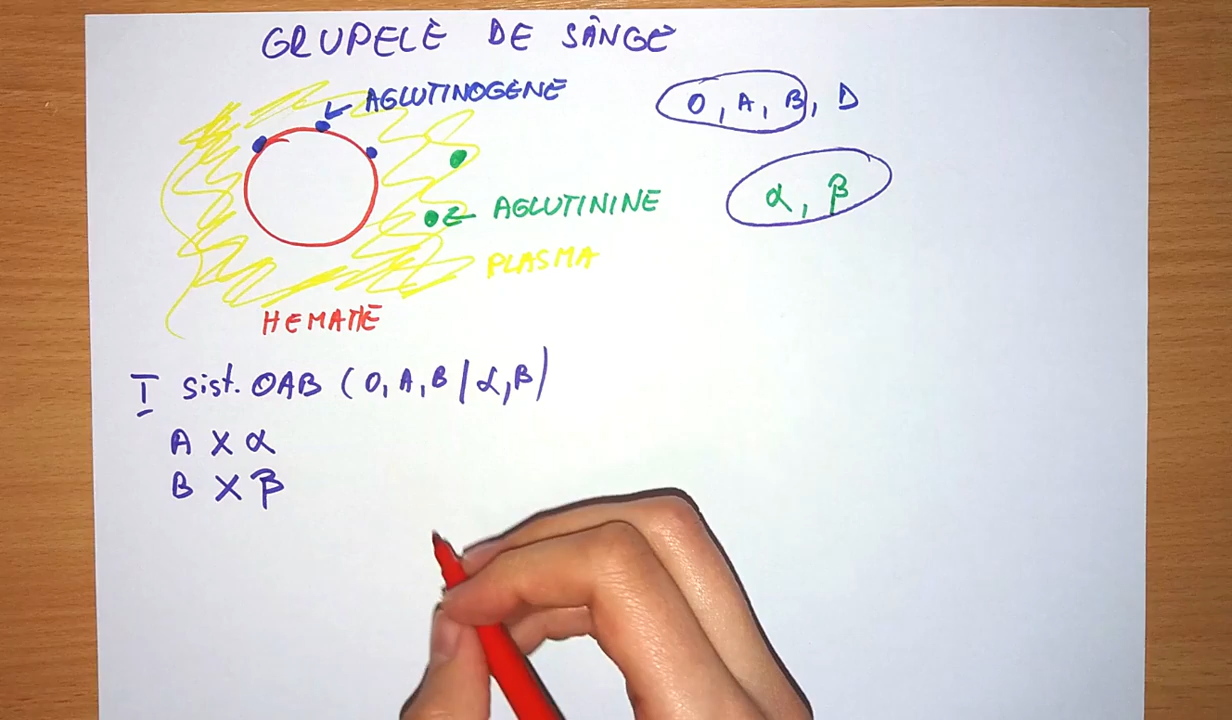 GRUPELE DE SÂNGE
AGLUTINOGENE
O, A, B, D
AGLUTININE
α, β
PLASMA
HEMATIE
I Sist. OAB (O, A, B / α, β)
A X α
B X β